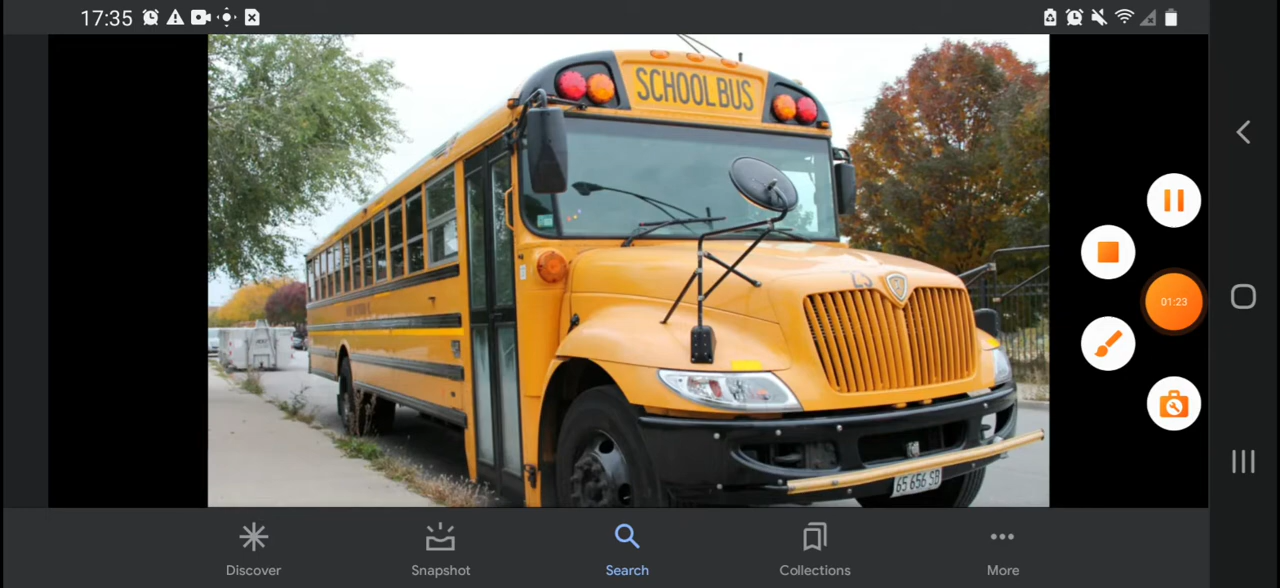 17:35
SCHOOL BUS
01:23
65 656 SB
Discover
Snapshot
Search
Collections
More